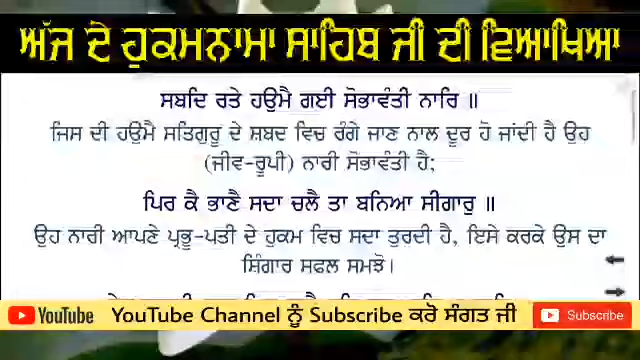 ਅੱਜ ਦੇ ਹੁਕਮਨਾਮਾ ਸਾਹਿਬ ਜੀ ਦੀ ਵਿਆਖਿਆ
ਸਬਦਿ ਰਤੇ ਹਉਮੈ ਗਈ ਸੋਭਾਵੰਤੀ ਨਾਰਿ ॥
ਜਿਸ ਦੀ ਹਉਮੈ ਸਤਿਗੁਰੂ ਦੇ ਸ਼ਬਦ ਵਿਚ ਰੰਗੇ ਜਾਣ ਨਾਲ ਦੂਰ ਹੋ ਜਾਂਦੀ ਹੈ ਉਹ
(ਜੀਵ-ਰੂਪੀ) ਨਾਰੀ ਸੋਭਾਵੰਤੀ ਹੈ;
ਪਿਰ ਕੈ ਭਾਣੈ ਸਦਾ ਚਲੈ ਤਾ ਬਨਿਆ ਸੀਗਾਰੁ ॥
ਉਹ ਨਾਰੀ ਆਪਣੇ ਪ੍ਰਭੂ-ਪਤੀ ਦੇ ਹੁਕਮ ਵਿਚ ਸਦਾ ਤੁਰਦੀ ਹੈ, ਇਸੇ ਕਰਕੇ ਉਸ ਦਾ
ਸ਼ਿੰਗਾਰ ਸਫਲ ਸਮਝੋ।
YouTube YouTube Channel ਨੂੰ Subscribe ਕਰੋ ਸੰਗਤ ਜੀ Subscribe